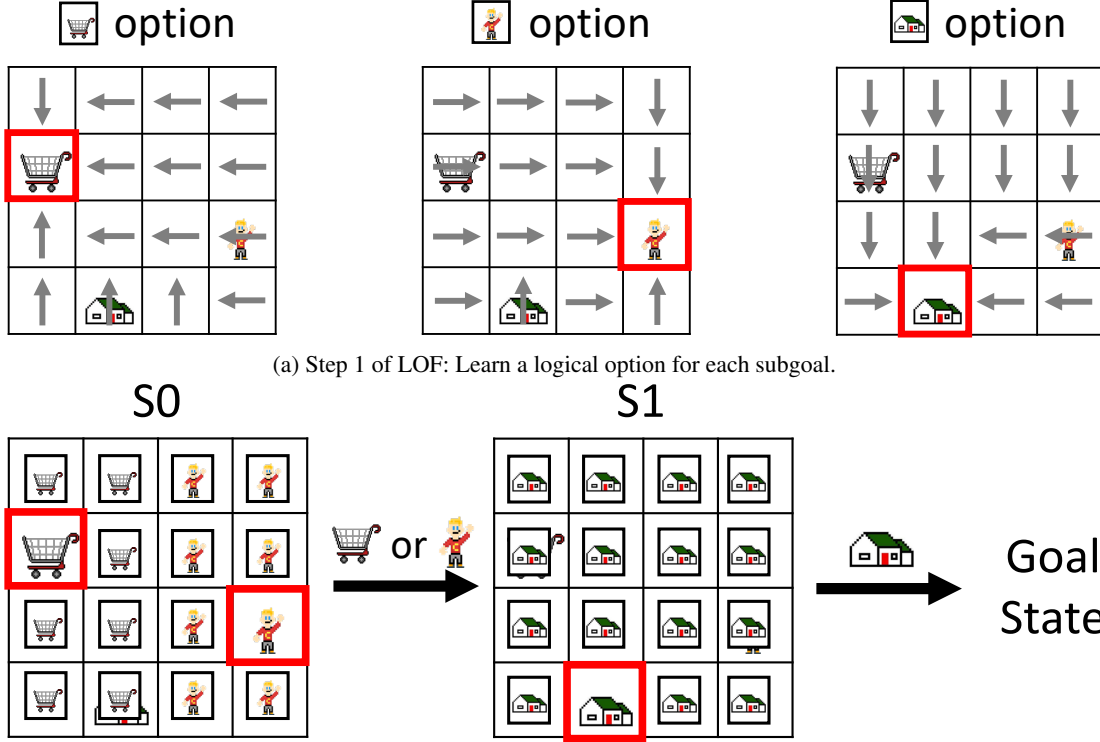 option option option
(a) Step 1 of LOF: Learn a logical option for each subgoal.
S0 S1
or
Goal
State